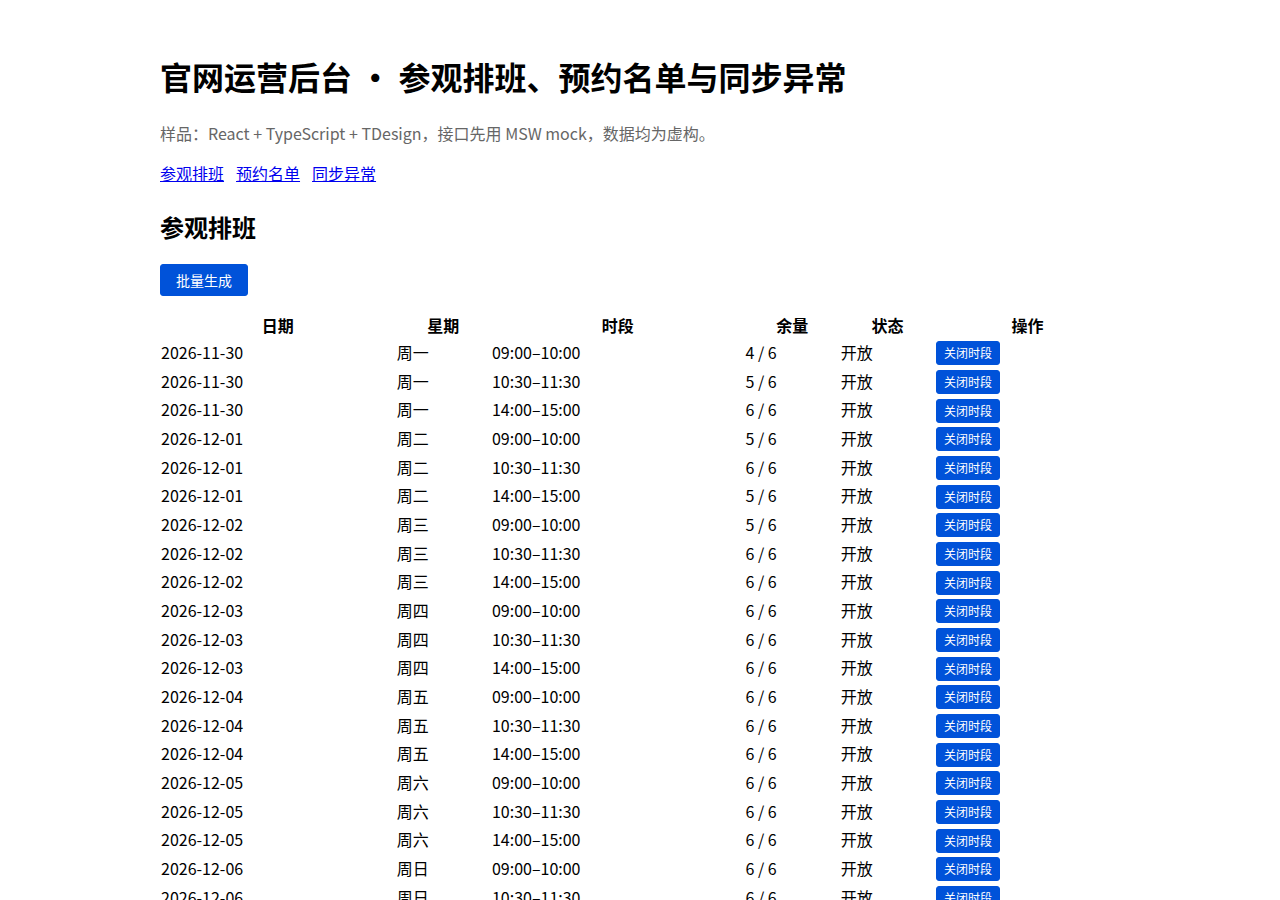 官网运营后台 · 参观排班、预约名单与同步异常
样品：React + TypeScript + TDesign，接口先用 MSW mock，数据均为虚构。
参观排班 预约名单 同步异常
参观排班
批量生成
日期 星期 时段 余量 状态 操作
2026-11-30 周一 09:00–10:00 4 / 6 开放 关闭时段
2026-11-30 周一 10:30–11:30 5 / 6 开放 关闭时段
2026-11-30 周一 14:00–15:00 6 / 6 开放 关闭时段
2026-12-01 周二 09:00–10:00 5 / 6 开放 关闭时段
2026-12-01 周二 10:30–11:30 6 / 6 开放 关闭时段
2026-12-01 周二 14:00–15:00 5 / 6 开放 关闭时段
2026-12-02 周三 09:00–10:00 5 / 6 开放 关闭时段
2026-12-02 周三 10:30–11:30 6 / 6 开放 关闭时段
2026-12-02 周三 14:00–15:00 6 / 6 开放 关闭时段
2026-12-03 周四 09:00–10:00 6 / 6 开放 关闭时段
2026-12-03 周四 10:30–11:30 6 / 6 开放 关闭时段
2026-12-03 周四 14:00–15:00 6 / 6 开放 关闭时段
2026-12-04 周五 09:00–10:00 6 / 6 开放 关闭时段
2026-12-04 周五 10:30–11:30 6 / 6 开放 关闭时段
2026-12-04 周五 14:00–15:00 6 / 6 开放 关闭时段
2026-12-05 周六 09:00–10:00 6 / 6 开放 关闭时段
2026-12-05 周六 10:30–11:30 6 / 6 开放 关闭时段
2026-12-05 周六 14:00–15:00 6 / 6 开放 关闭时段
2026-12-06 周日 09:00–10:00 6 / 6 开放 关闭时段
2026-12-06 周日 10:30–11:30 6 / 6 开放 关闭时段